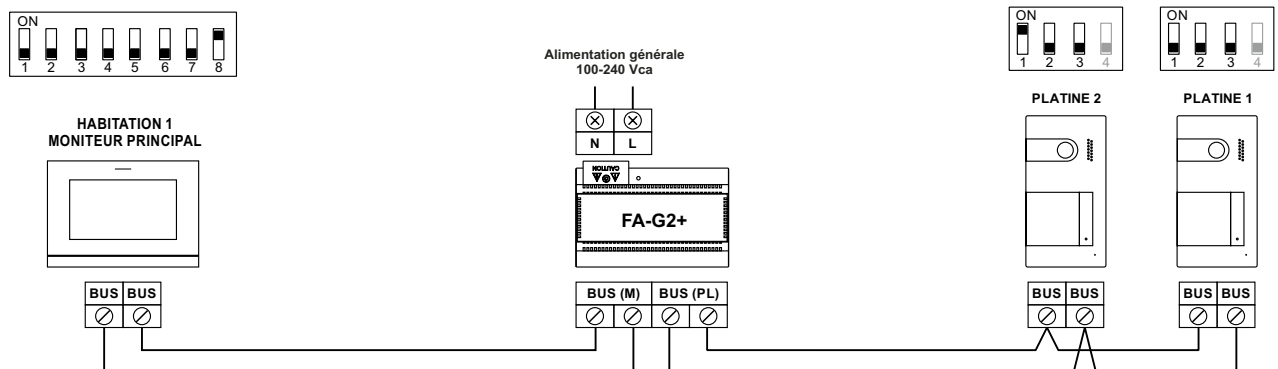 ON
1 2 3 4 5 6 7 8
Alimentation générale
100-240 Vca
ON
1 2 3 4
ON
1 2 3 4
HABITATION 1
MONITEUR PRINCIPAL
N L
CAUTION
FA-G2+
PLATINE 2
PLATINE 1
BUS BUS
BUS (M) BUS (PL)
BUS BUS
BUS BUS